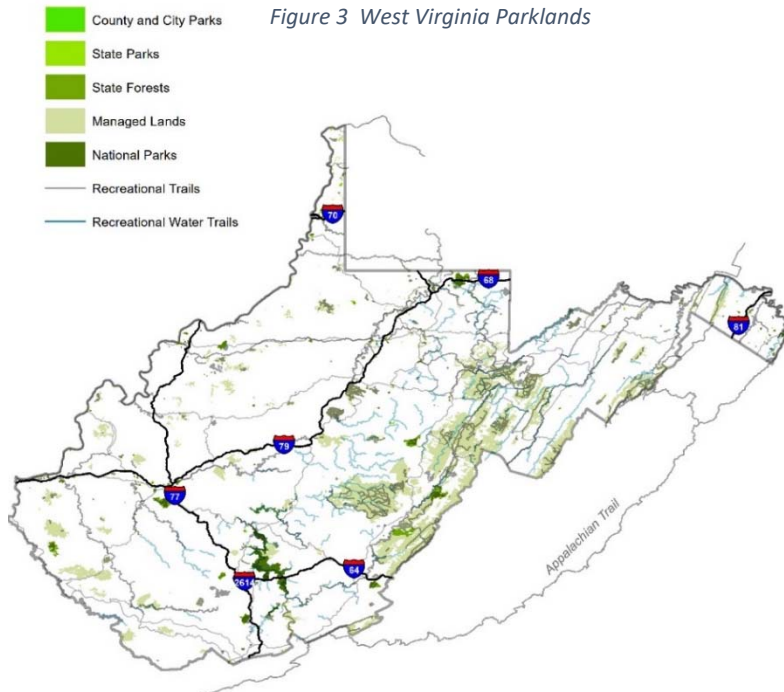 Figure 3 West Virginia Parklands
County and City Parks
State Parks
State Forests
Managed Lands
National Parks
Recreational Trails
Recreational Water Trails
70
68
81
79
77
64
2614
Appalachian Trail